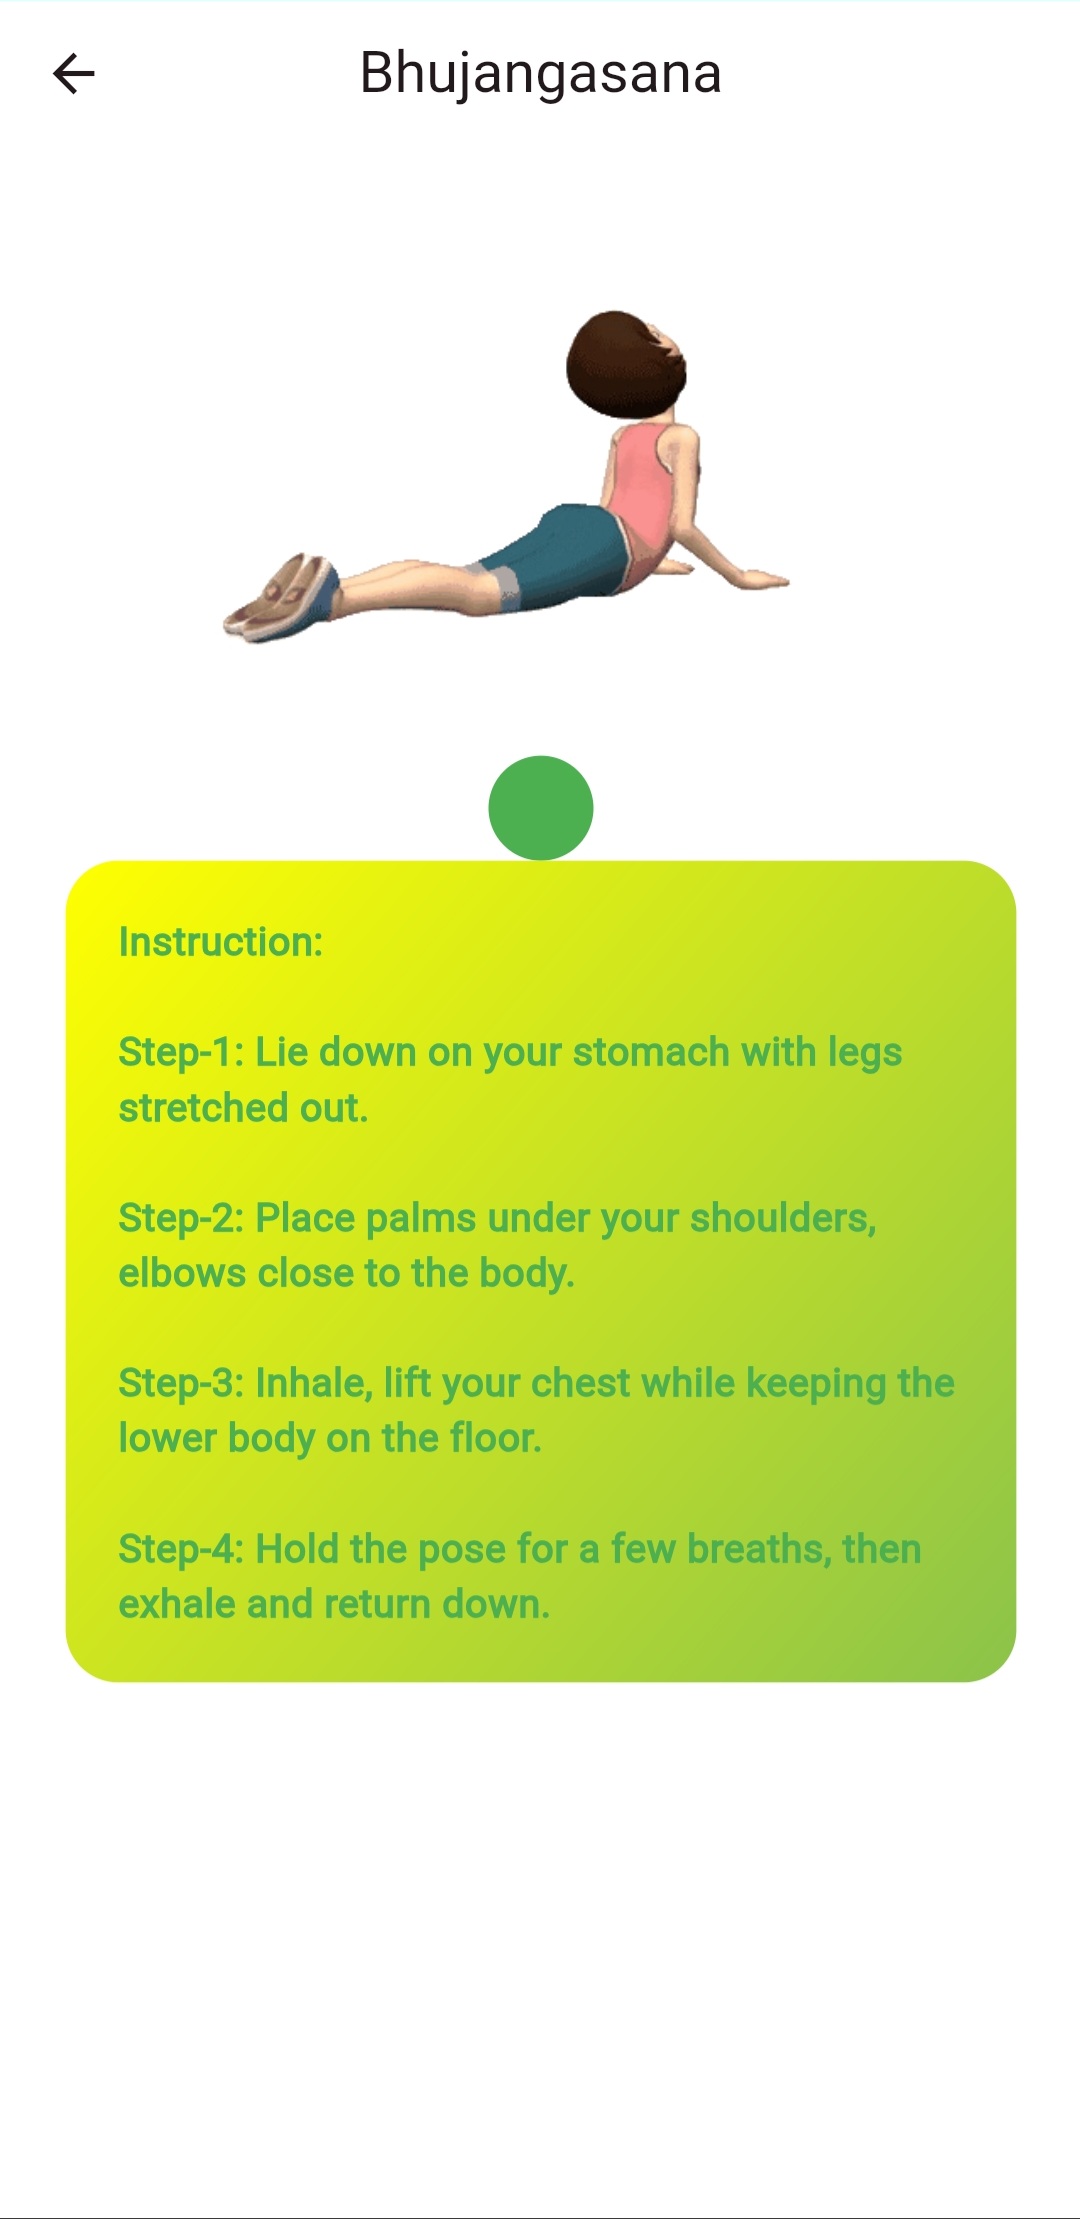 Bhujangasana
Instruction:
Step-1: Lie down on your stomach with legs
stretched out.
Step-2: Place palms under your shoulders,
elbows close to the body.
Step-3: Inhale, lift your chest while keeping the
lower body on the floor.
Step-4: Hold the pose for a few breaths, then
exhale and return down.